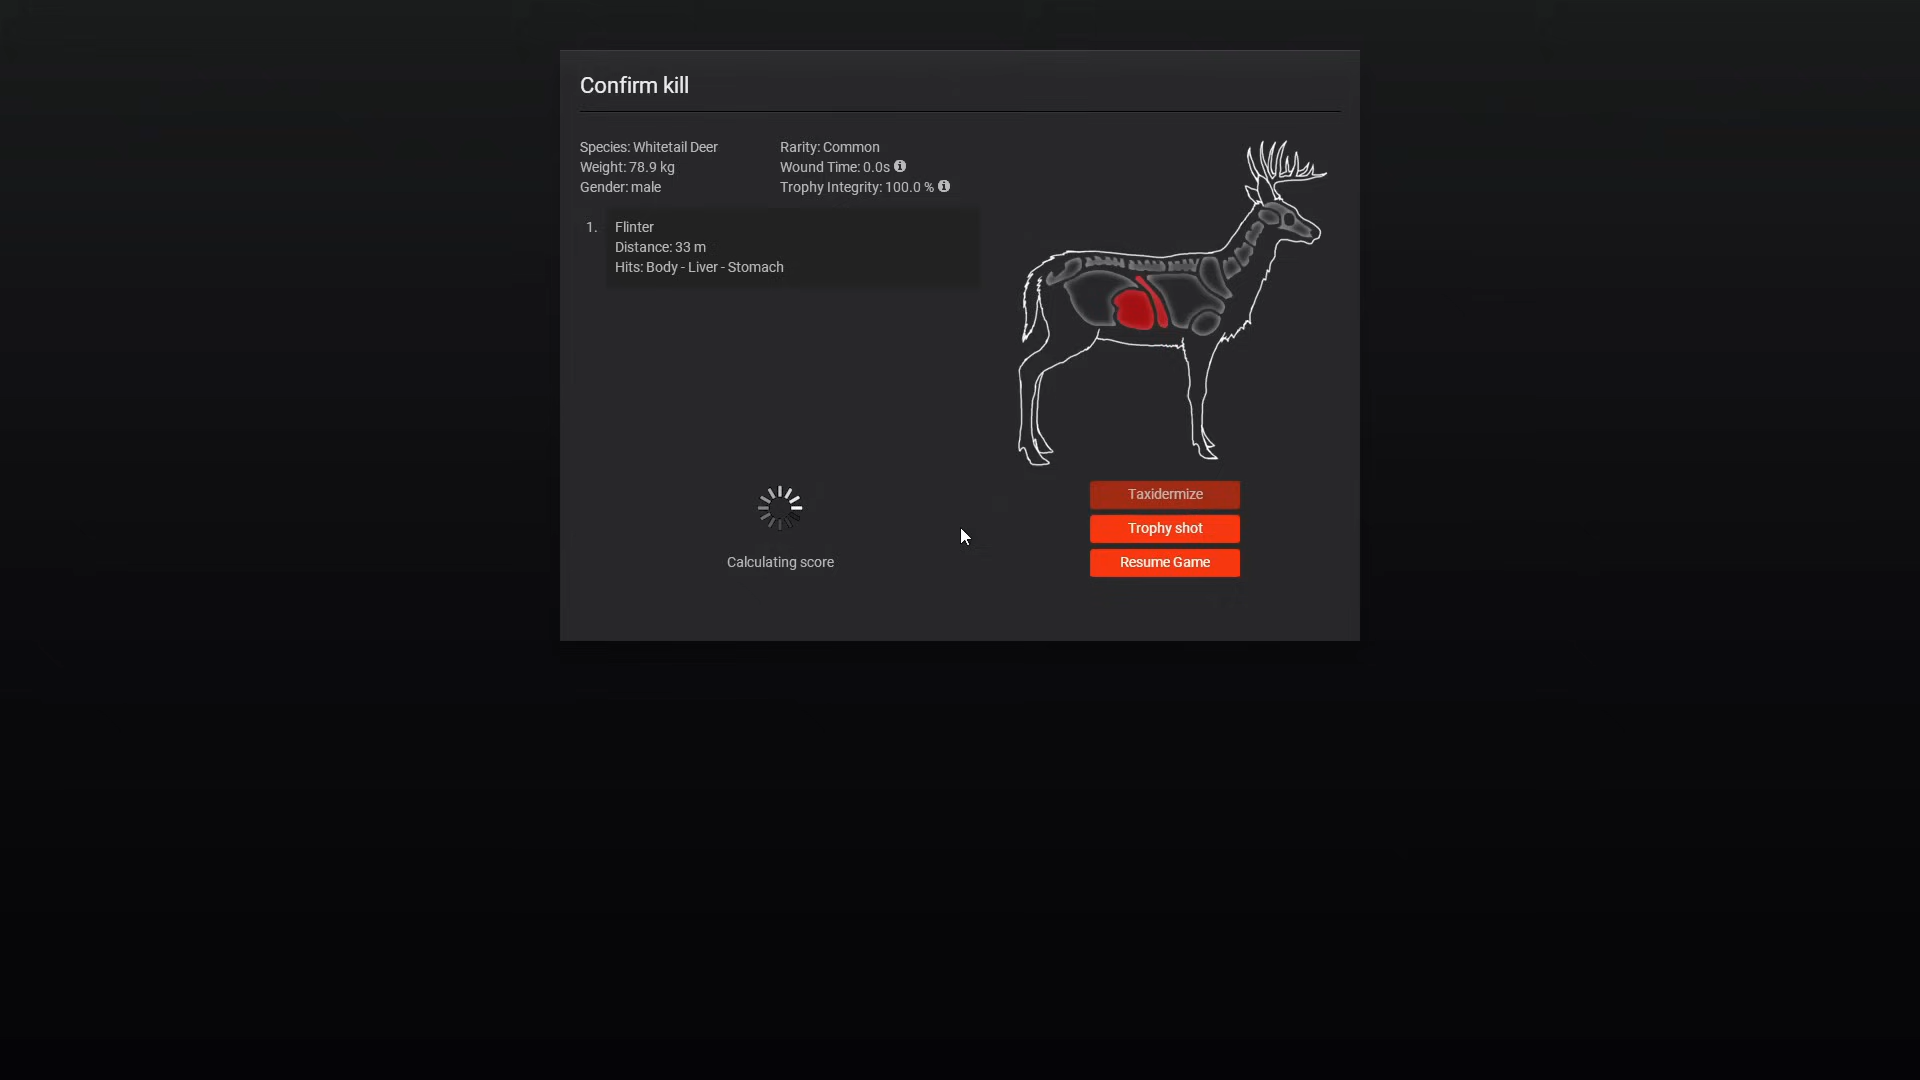 Confirm kill
Species: Whitetail Deer
Weight: 78.9 kg
Gender: male
Rarity: Common
Wound Time: 0.0s
Trophy Integrity: 100.0 %
1. Flinter
Distance: 33 m
Hits: Body - Liver - Stomach
Calculating score
Taxidermize
Trophy shot
Resume Game